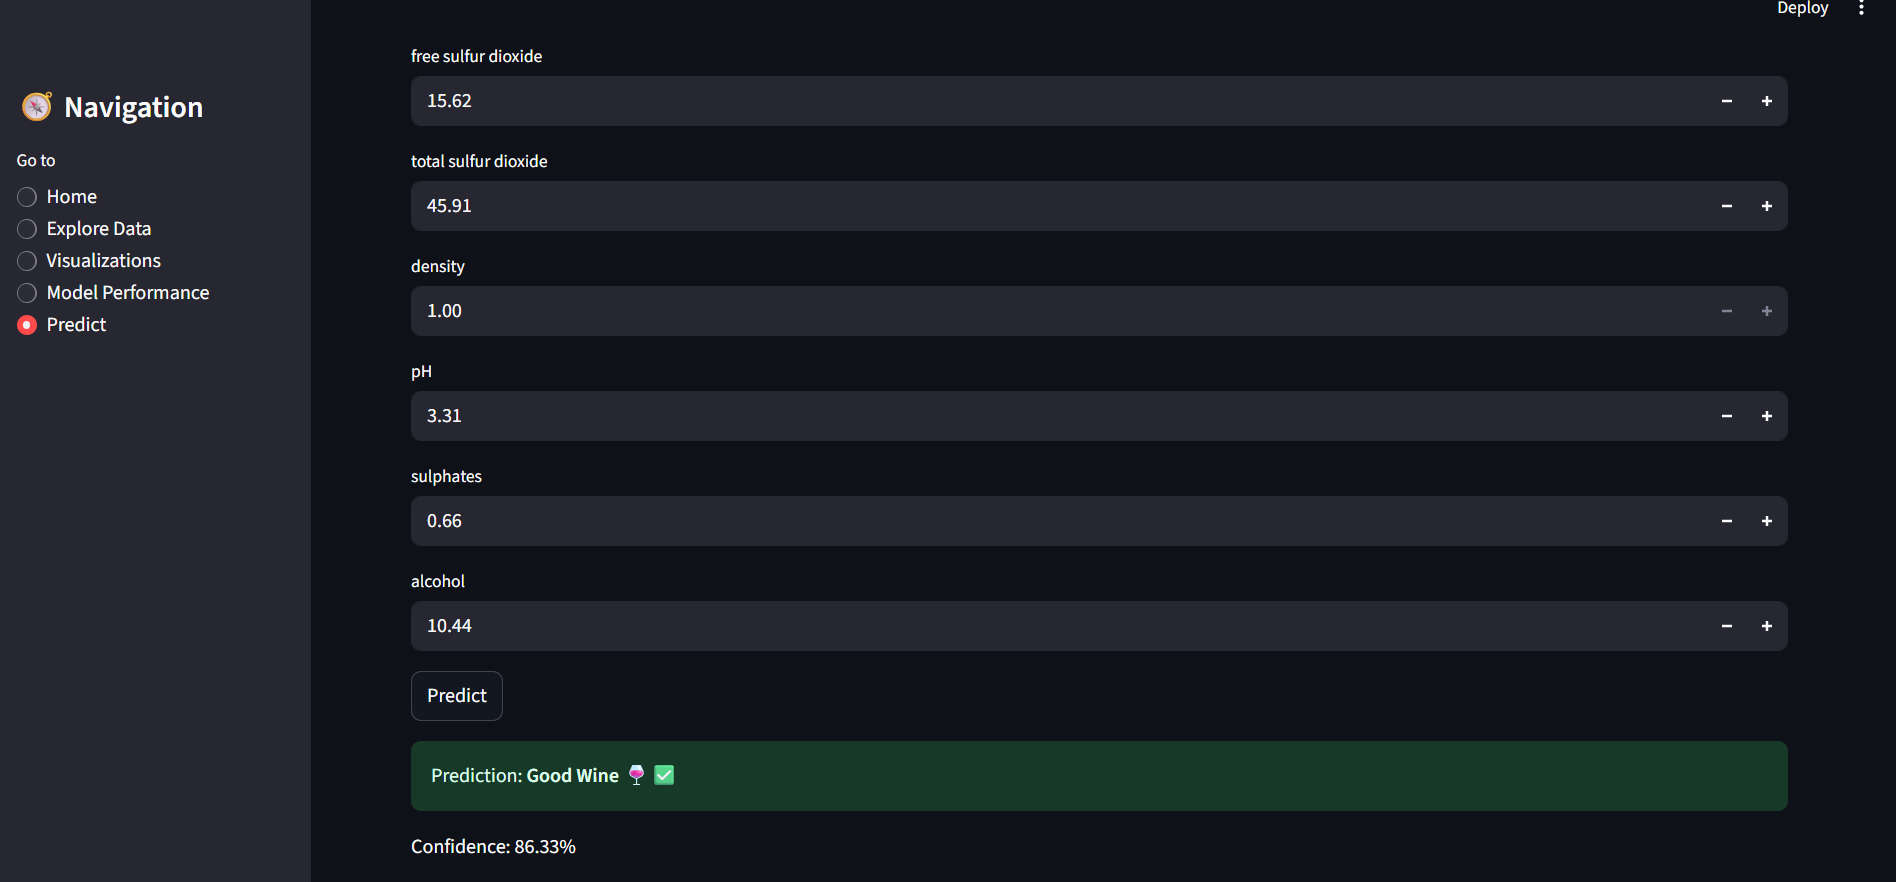 Deploy
Navigation
Go to
Home
Explore Data
Visualizations
Model Performance
Predict
free sulfur dioxide
15.62
total sulfur dioxide
45.91
density
1.00
pH
3.31
sulphates
0.66
alcohol
10.44
Predict
Prediction: Good Wine 🍷 ✅
Confidence: 86.33%